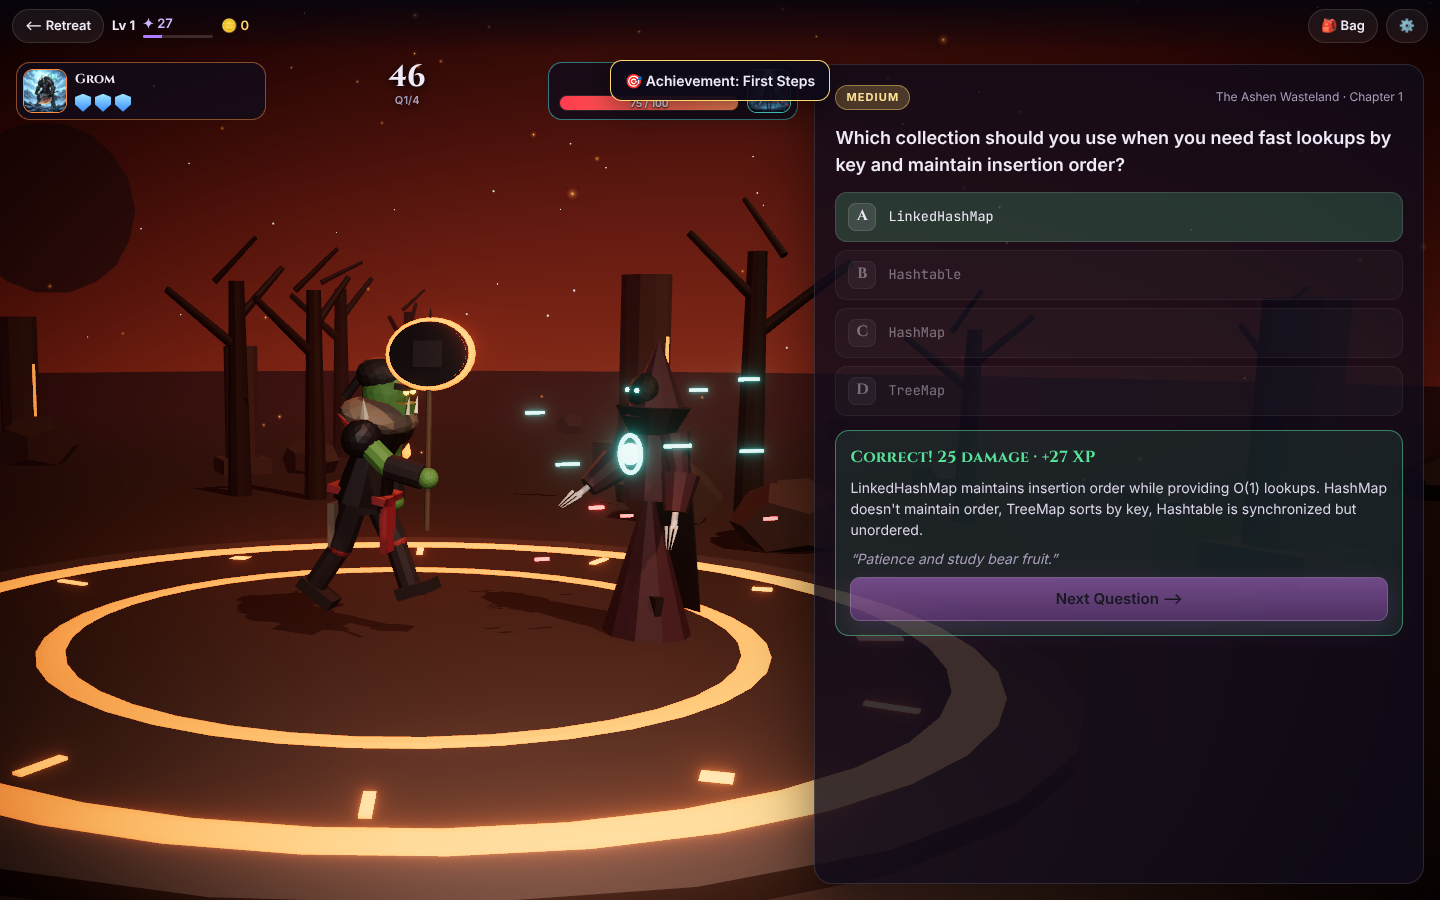 ← Retreat
Lv 1
27
0
Bag
Grom
46
Q1/4
75 / 100
Achievement: First Steps
MEDIUM
The Ashen Wasteland · Chapter 1
Which collection should you use when you need fast lookups by
key and maintain insertion order?
A LinkedHashMap
B Hashtable
C HashMap
D TreeMap
Correct! 25 damage · +27 XP
LinkedHashMap maintains insertion order while providing O(1) lookups. HashMap
doesn't maintain order, TreeMap sorts by key, Hashtable is synchronized but
unordered.
“Patience and study bear fruit.”
Next Question →